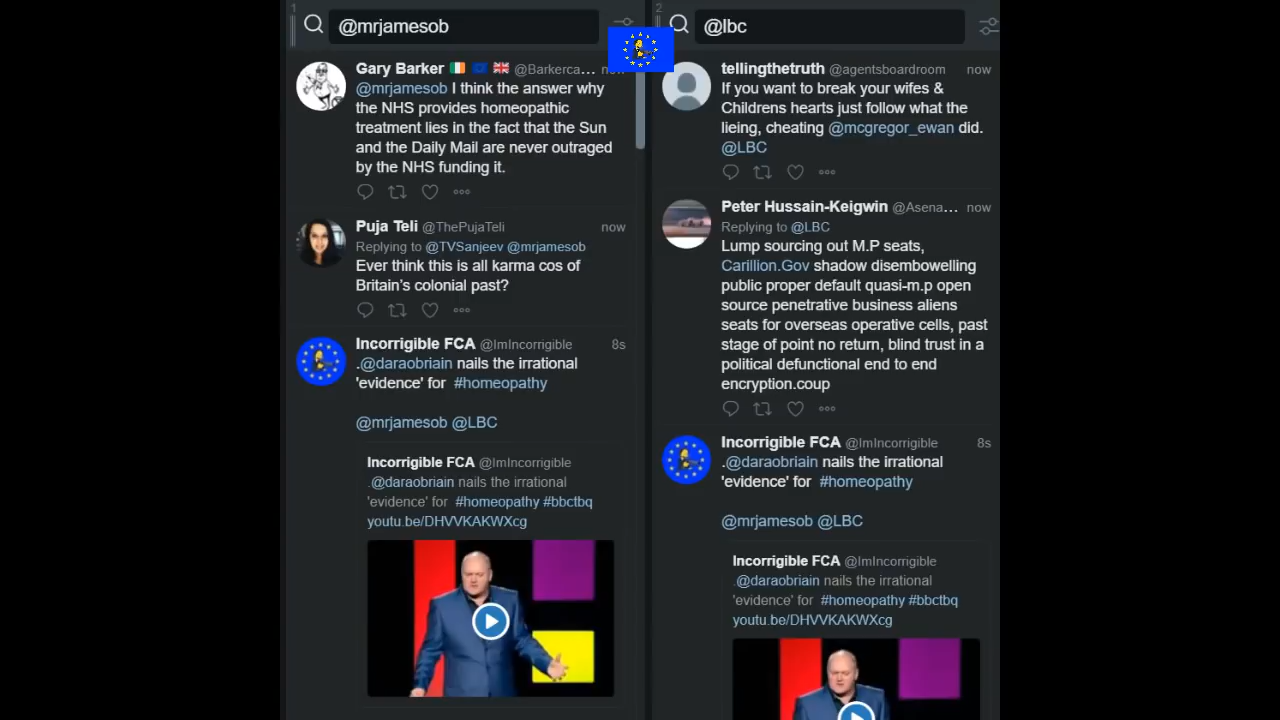 1
@mrjamesob
Gary Barker @Barkerca... now
@mrjamesob I think the answer why
the NHS provides homeopathic
treatment lies in the fact that the Sun
and the Daily Mail are never outraged
by the NHS funding it.
Puja Teli @ThePujaTeli now
Replying to @TVSanjeev @mrjamesob
Ever think this is all karma cos of
Britain's colonial past?
Incorrigible FCA @ImIncorrigible 8s
.@daraobriain nails the irrational
'evidence' for #homeopathy
@mrjamesob @LBC
Incorrigible FCA @ImIncorrigible
.@daraobriain nails the irrational
'evidence' for #homeopathy #bbctbq
youtu.be/DHVVKAKWXcg
2
@lbc
tellingthetruth @agentsboardroom now
If you want to break your wifes &
Childrens hearts just follow what the
lieing, cheating @mcgregor_ewan did.
@LBC
Peter Hussain-Keigwin @Asena... now
Replying to @LBC
Lump sourcing out M.P seats,
Carillion.Gov shadow disembowelling
public proper default quasi-m.p open
source penetrative business aliens
seats for overseas operative cells, past
stage of point no return, blind trust in a
political defunctional end to end
encryption.coup
Incorrigible FCA @ImIncorrigible 8s
.@daraobriain nails the irrational
'evidence' for #homeopathy
@mrjamesob @LBC
Incorrigible FCA @ImIncorrigible
.@daraobriain nails the irrational
'evidence' for #homeopathy #bbctbq
youtu.be/DHVVKAKWXcg